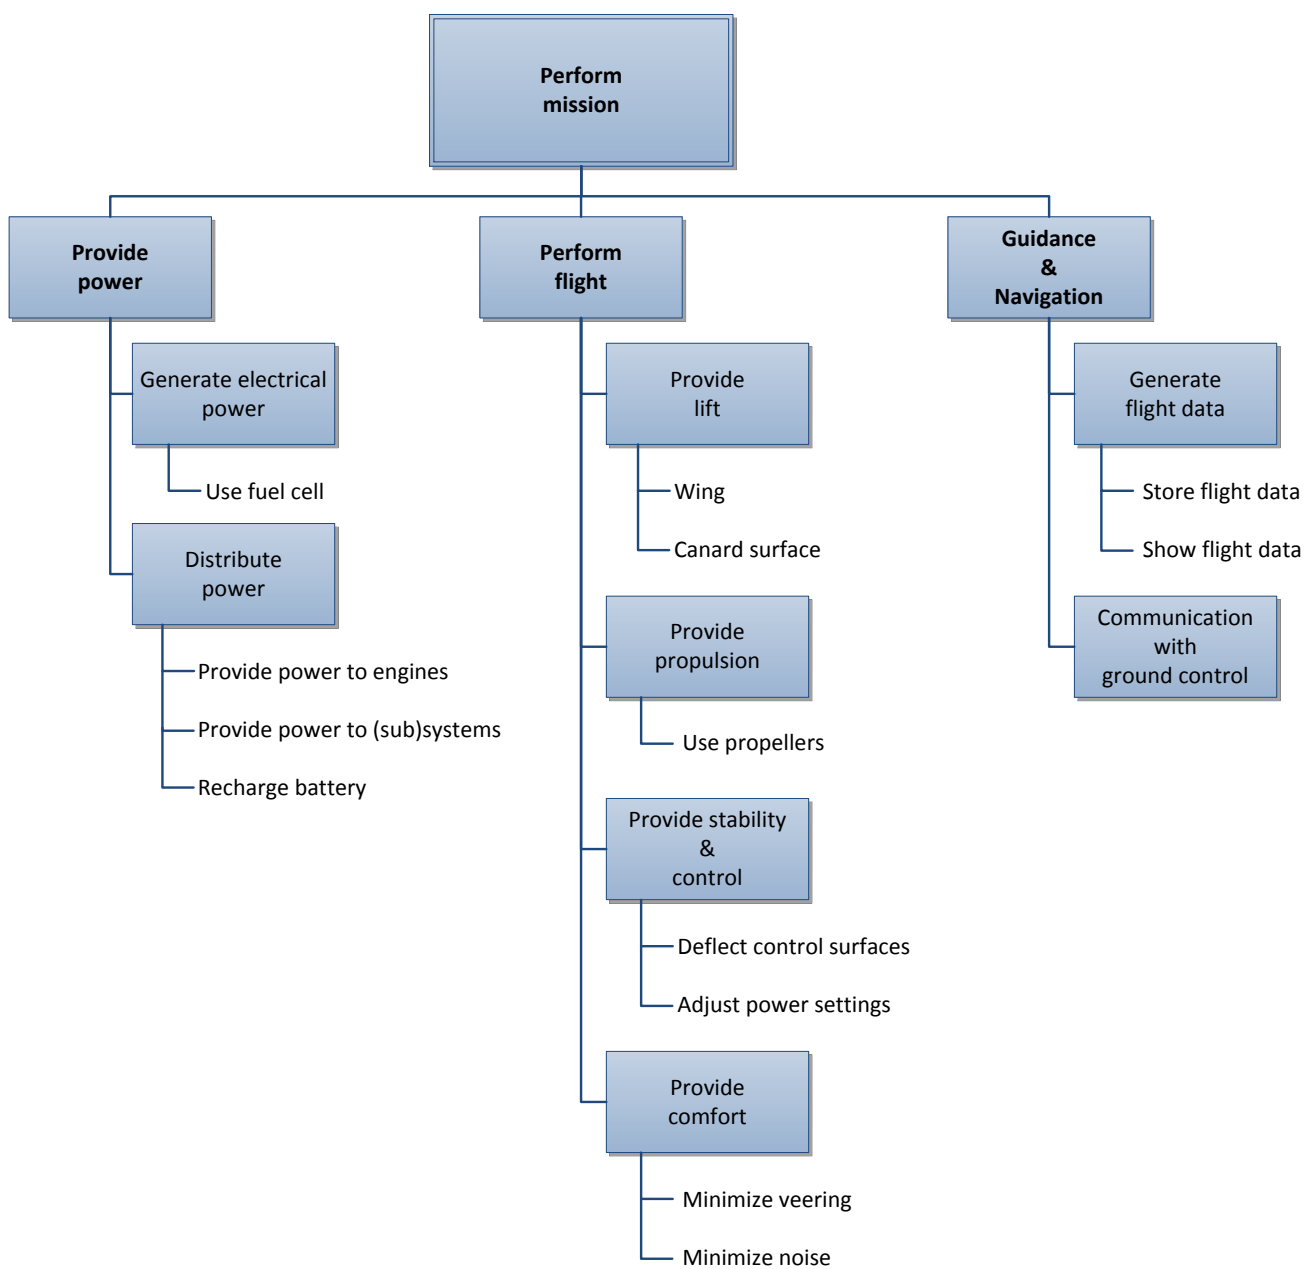 Perform
mission
Provide
power
Perform
flight
Guidance
&
Navigation
Generate electrical
power
Use fuel cell
Distribute
power
Provide power to engines
Provide power to (sub)systems
Recharge battery
Provide
lift
Wing
Canard surface
Provide
propulsion
Use propellers
Provide stability
&
control
Deflect control surfaces
Adjust power settings
Provide
comfort
Minimize veering
Minimize noise
Generate
flight data
Store flight data
Show flight data
Communication
with
ground control